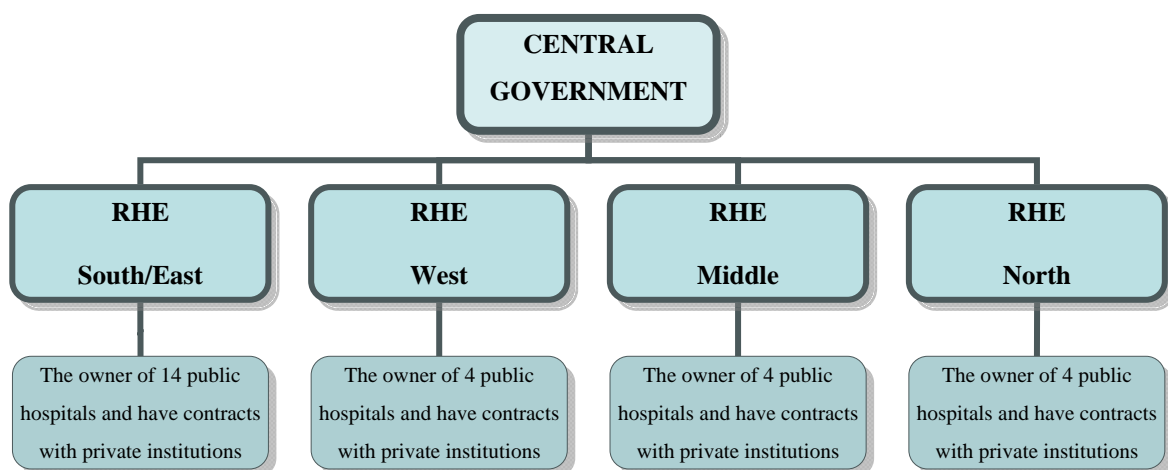 CENTRAL
GOVERNMENT
RHE
South/East
RHE
West
RHE
Middle
RHE
North
The owner of 14 public
hospitals and have contracts
with private institutions
The owner of 4 public
hospitals and have contracts
with private institutions
The owner of 4 public
hospitals and have contracts
with private institutions
The owner of 4 public
hospitals and have contracts
with private institutions